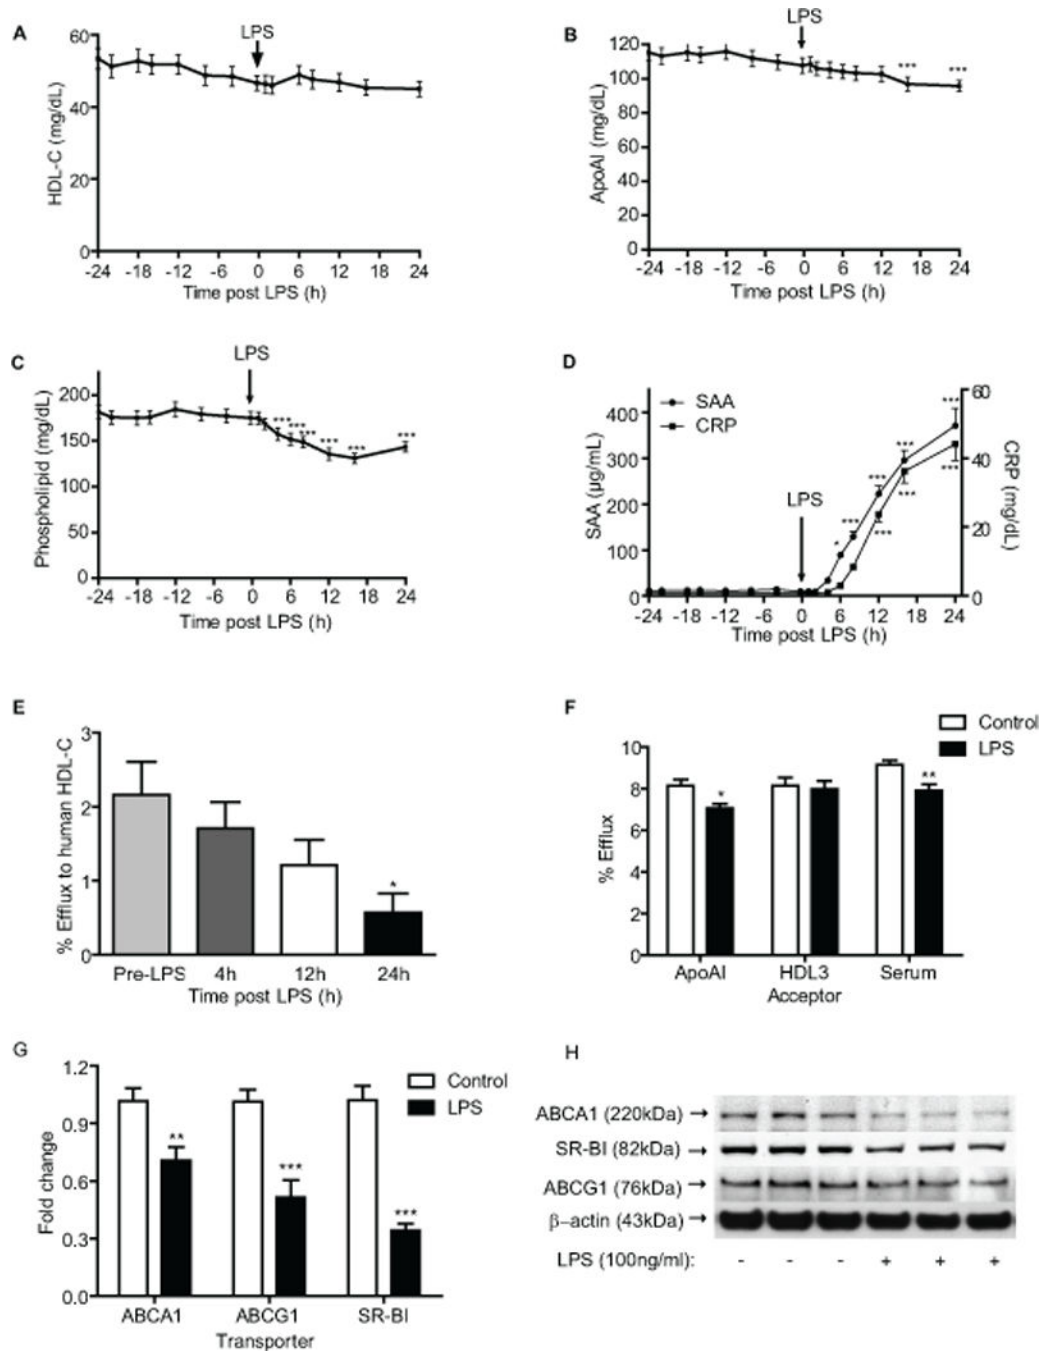 A
LPS
60
40
20
0
HDL-C (mg/dL)
-24 -18 -12 -6 0 6 12 18 24
Time post LPS (h)
B
LPS
120
100
80
60
40
20
0
ApoAI (mg/dL)
*** ***
-24 -18 -12 -6 0 6 12 18 24
Time post LPS (h)
C
LPS
200
150
100
50
0
Phospholipid (mg/dL)
*** *** *** *** *** ***
-24 -18 -12 -6 0 6 12 18 24
Time post LPS (h)
D
SAA
CRP
LPS
400
300
200
100
0
SAA (µg/mL)
60
40
20
0
CRP (mg/dL)
* *** *** *** ***
*** *** ***
-24 -18 -12 -6 0 6 12 18 24
Time post LPS (h)
E
3
2
1
0
% Efflux to human HDL-C
*
Pre-LPS 4h 12h 24h
Time post LPS (h)
F
Control
LPS
10
8
6
4
2
0
% Efflux
* **
ApoAI HDL3 Serum
Acceptor
G
Control
LPS
1.2
0.9
0.6
0.3
0.0
Fold change
** *** ***
ABCA1 ABCG1 SR-BI
Transporter
H
ABCA1 (220kDa) →
SR-BI (82kDa) →
ABCG1 (76kDa) →
β–actin (43kDa) →
LPS (100ng/ml): - - - + + +